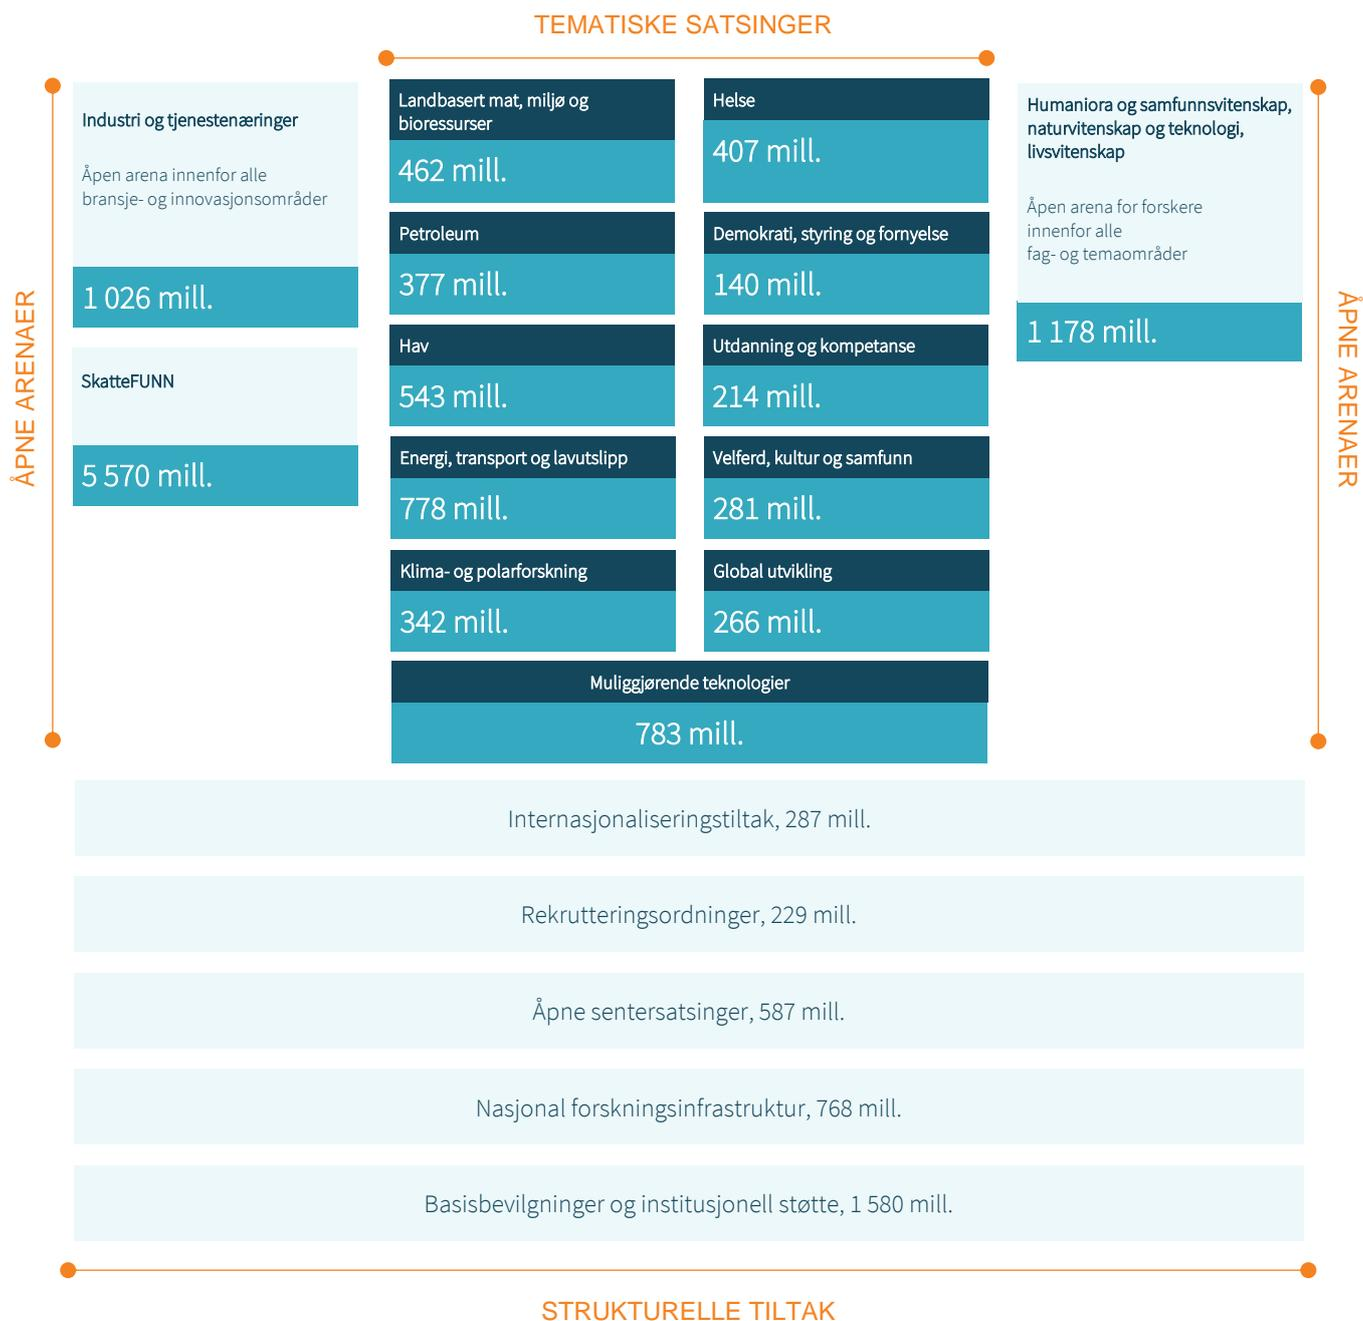 TEMATISKE SATSINGER
ÅPNE ARENAER
Industri og tjenestenæringer
Åpen arena innenfor alle
bransje- og innovasjonsområder
1 026 mill.
SkatteFUNN
5 570 mill.
Landbasert mat, miljø og
bioressurser
462 mill.
Helse
407 mill.
Petroleum
377 mill.
Demokrati, styring og fornyelse
140 mill.
Hav
543 mill.
Utdanning og kompetanse
214 mill.
Energi, transport og lavutslipp
778 mill.
Velferd, kultur og samfunn
281 mill.
Klima- og polarforskning
342 mill.
Global utvikling
266 mill.
Muliggjørende teknologier
783 mill.
Humaniora og samfunnsvitenskap,
naturvitenskap og teknologi,
livsvitenskap
Åpen arena for forskere
innenfor alle
fag- og temaområder
1 178 mill.
ÅPNE ARENAER
Internasjonaliseringstiltak, 287 mill.
Rekrutteringsordninger, 229 mill.
Åpne sentersatsinger, 587 mill.
Nasjonal forskningsinfrastruktur, 768 mill.
Basisbevilgninger og institusjonell støtte, 1 580 mill.
STRUKTURELLE TILTAK